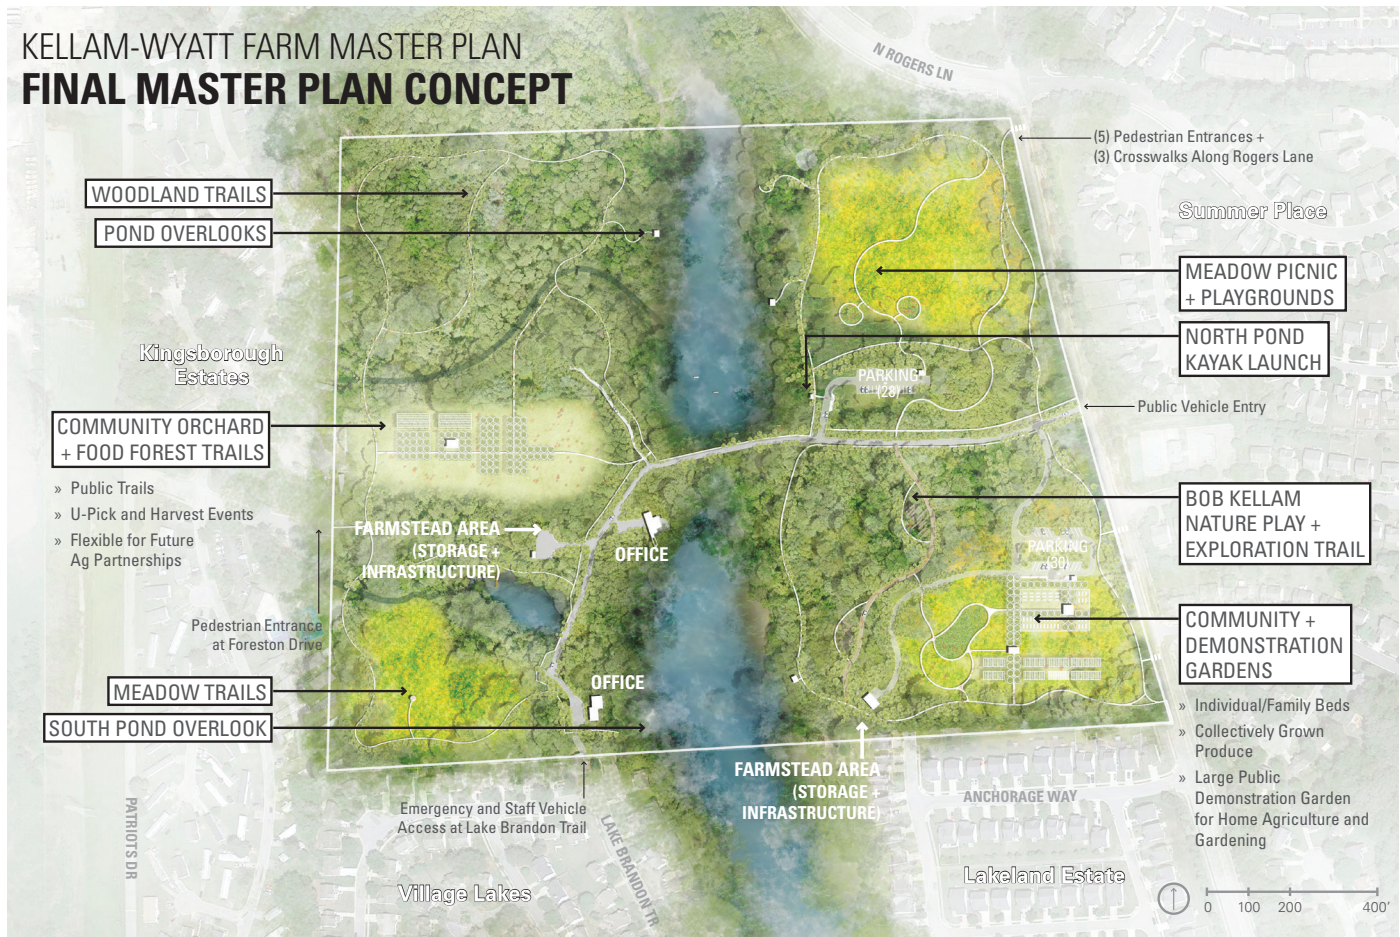 KELLAM-WYATT FARM MASTER PLAN
FINAL MASTER PLAN CONCEPT
N ROGERS LN
(5) Pedestrian Entrances +
(3) Crosswalks Along Rogers Lane
WOODLAND TRAILS
POND OVERLOOKS
Summer Place
MEADOW PICNIC
+ PLAYGROUNDS
NORTH POND
KAYAK LAUNCH
Kingsborough
Estates
PARKING
(28)
Public Vehicle Entry
COMMUNITY ORCHARD
+ FOOD FOREST TRAILS
» Public Trails
» U-Pick and Harvest Events
» Flexible for Future
Ag Partnerships
BOB KELLAM
NATURE PLAY +
EXPLORATION TRAIL
FARMSTEAD AREA
(STORAGE +
INFRASTRUCTURE)
OFFICE
PARKING
(30)
Pedestrian Entrance
at Foreston Drive
COMMUNITY +
DEMONSTRATION
GARDENS
» Individual/Family Beds
» Collectively Grown
Produce
» Large Public
Demonstration Garden
for Home Agriculture and
Gardening
MEADOW TRAILS
OFFICE
SOUTH POND OVERLOOK
FARMSTEAD AREA
(STORAGE +
INFRASTRUCTURE)
Emergency and Staff Vehicle
Access at Lake Brandon Trail
PATRIOTS DR
LAKE BRANDON TR
ANCHORAGE WAY
Village Lakes
Lakeland Estate
0 100 200 400'